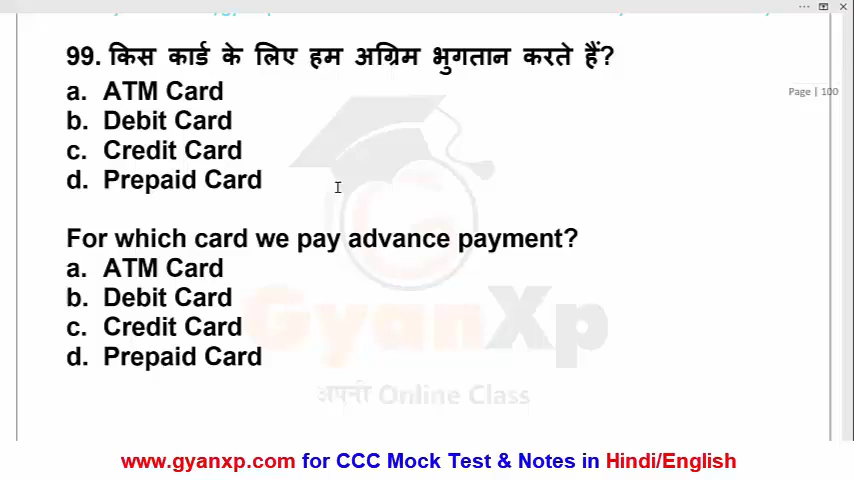 99. किस कार्ड के लिए हम अग्रिम भुगतान करते हैं?
a. ATM Card
Page | 100
b. Debit Card
c. Credit Card
d. Prepaid Card
For which card we pay advance payment?
a. ATM Card
b. Debit Card
c. Credit Card
d. Prepaid Card
GyanXp
अपनी Online Class
www.gyanxp.com for CCC Mock Test & Notes in Hindi/English